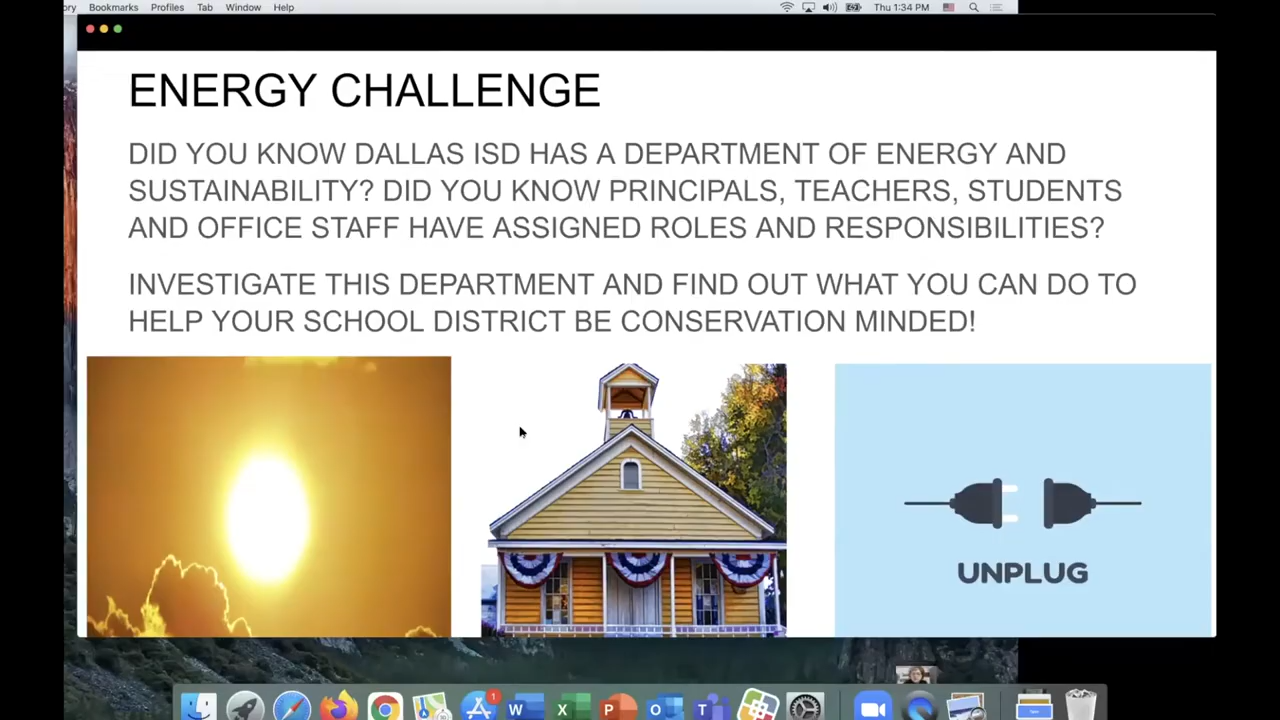 ory Bookmarks Profiles Tab Window Help Thu 1:34 PM
ENERGY CHALLENGE
DID YOU KNOW DALLAS ISD HAS A DEPARTMENT OF ENERGY AND
SUSTAINABILITY? DID YOU KNOW PRINCIPALS, TEACHERS, STUDENTS
AND OFFICE STAFF HAVE ASSIGNED ROLES AND RESPONSIBILITIES?
INVESTIGATE THIS DEPARTMENT AND FIND OUT WHAT YOU CAN DO TO
HELP YOUR SCHOOL DISTRICT BE CONSERVATION MINDED!
UNPLUG
1
W X P O T